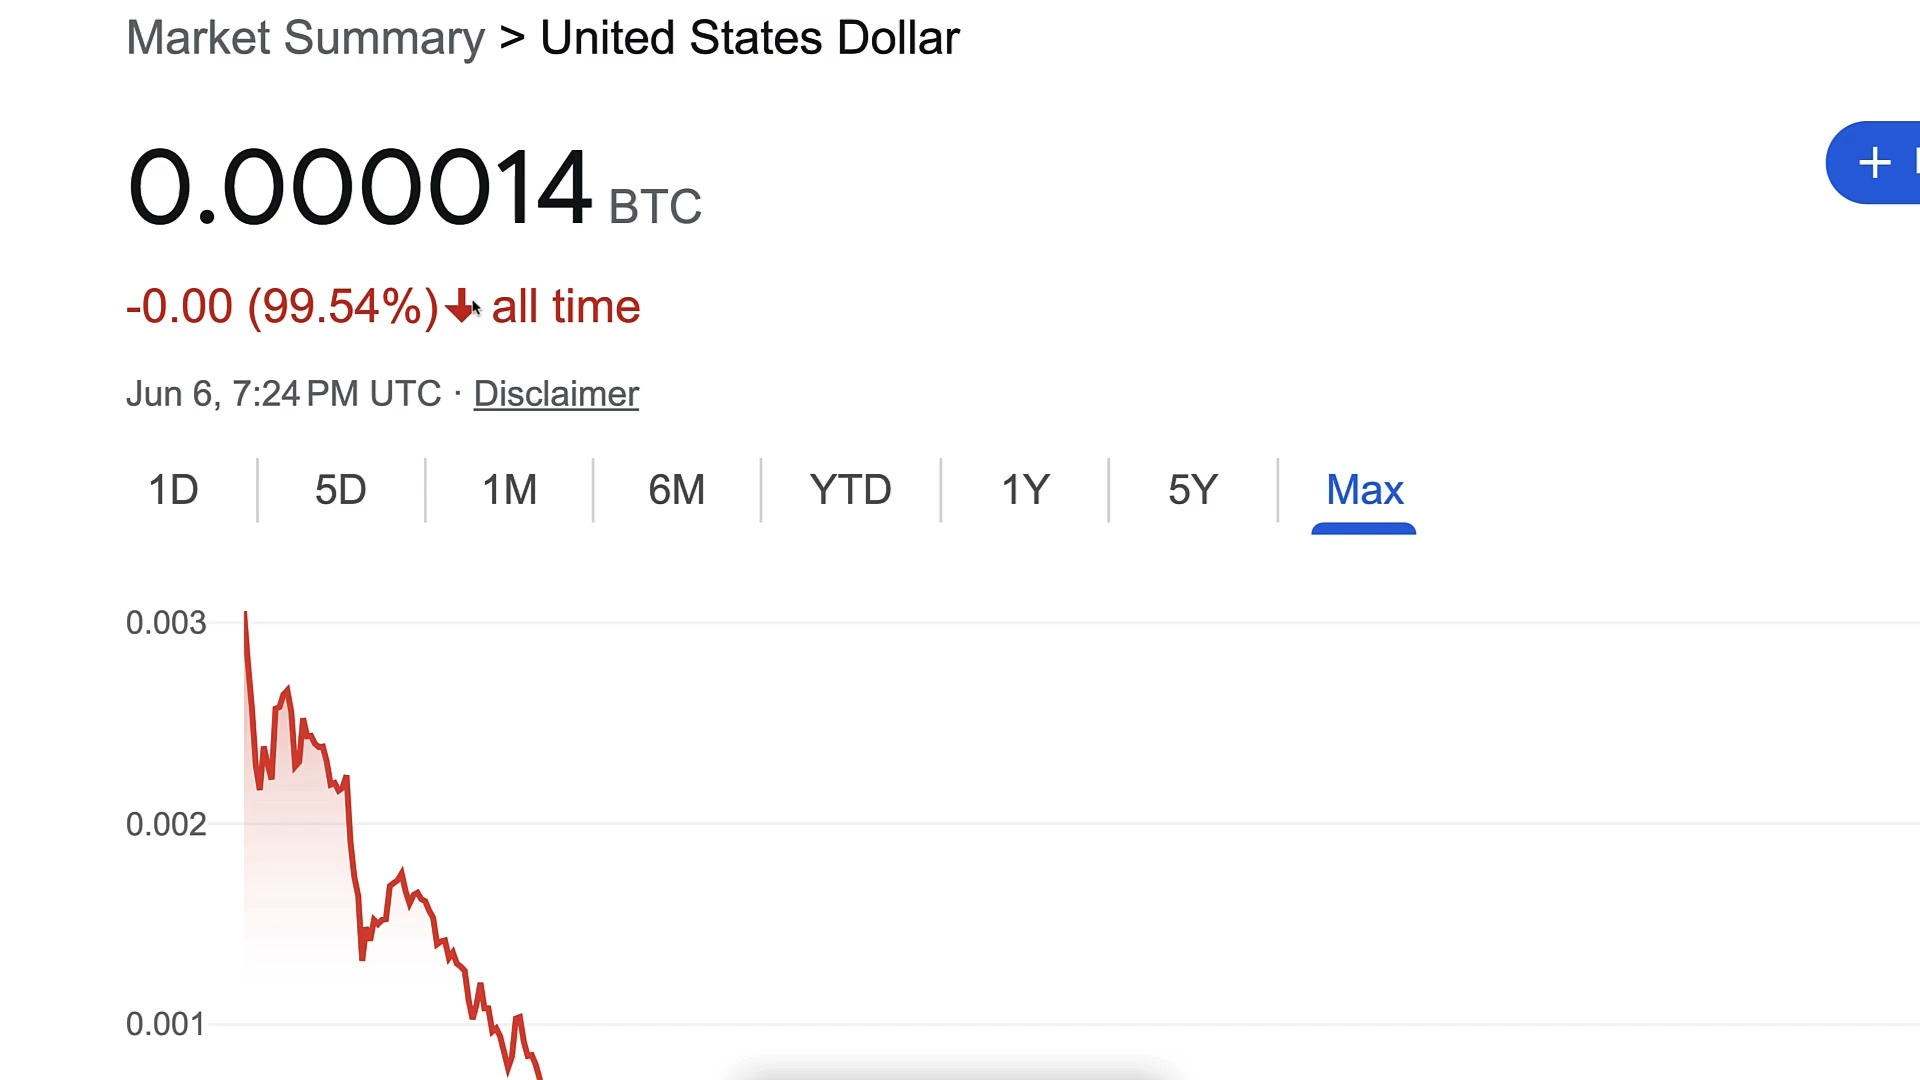 Market Summary > United States Dollar
0.000014 BTC
+
-0.00 (99.54%) all time
Jun 6, 7:24 PM UTC · Disclaimer
1D 5D 1M 6M YTD 1Y 5Y Max
0.003
0.002
0.001